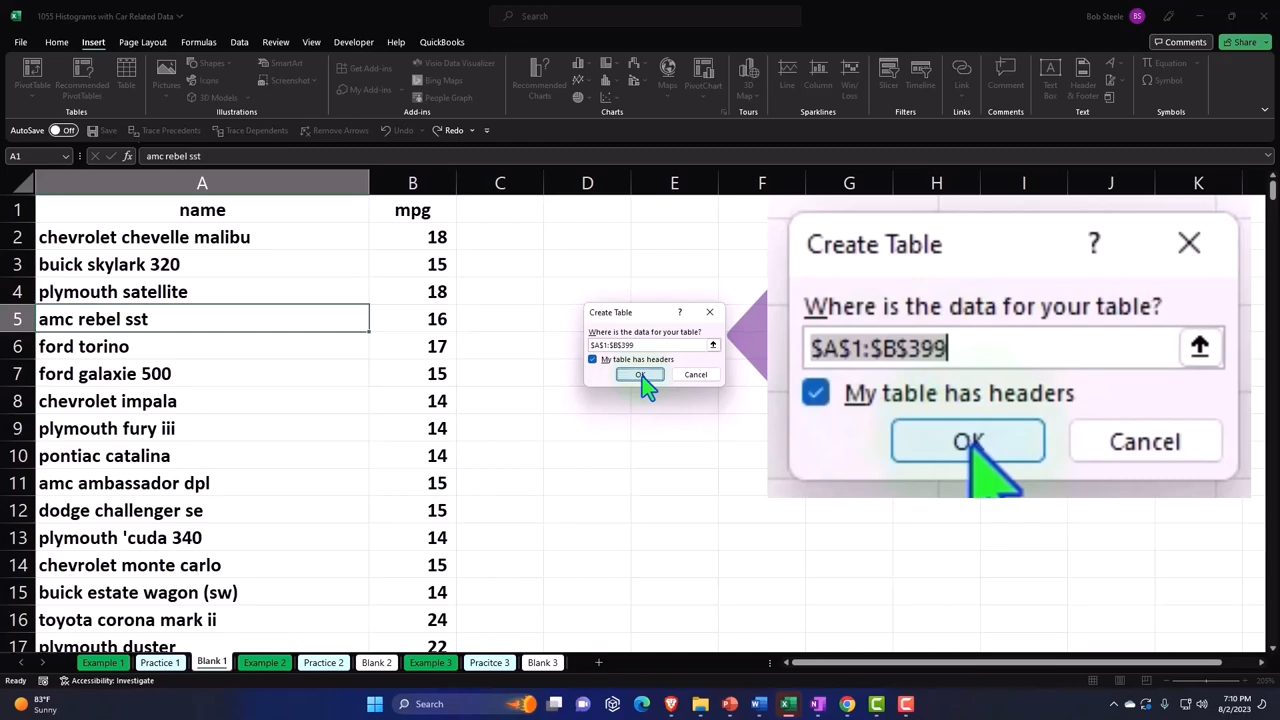 1055 Histograms with Car Related Data
Search
Bob Steele BS
File Home Insert Page Layout Formulas Data Review View Developer Help QuickBooks Comments Share
PivotTable Recommended PivotTables Table Pictures Shapes Icons 3D Models SmartArt Screenshot Get Add-ins My Add-ins Visio Data Visualizer Bing Maps People Graph Recommended Charts Maps PivotChart 3D Map Line Column Win/Loss Slicer Timeline Link Comment Text Box Header & Footer Equation Symbol
Tables Illustrations Add-ins Charts Tours Sparklines Filters Links Comments Text Symbols
AutoSave Off Save Trace Precedents Trace Dependents Remove Arrows Undo Redo
A1 fx amc rebel sst
A B C D E F G H I J K
1 name mpg
2 chevrolet chevelle malibu 18
3 buick skylark 320 15
4 plymouth satellite 18
5 amc rebel sst 16
6 ford torino 17
7 ford galaxie 500 15
8 chevrolet impala 14
9 plymouth fury iii 14
10 pontiac catalina 14
11 amc ambassador dpl 15
12 dodge challenger se 15
13 plymouth 'cuda 340 14
14 chevrolet monte carlo 15
15 buick estate wagon (sw) 14
16 toyota corona mark ii 24
17 plymouth duster 22
Create Table ?
Where is the data for your table?
$A$1:$B$399
My table has headers
OK Cancel
Create Table ?
Where is the data for your table?
$A$1:$B$399
My table has headers
OK Cancel
Example 1 Practice 1 Blank 1 Example 2 Practice 2 Blank 2 Example 3 Pracitce 3 Blank 3
Ready Accessibility: Investigate 205%
83°F
Sunny
Search
7:10 PM
8/2/2023